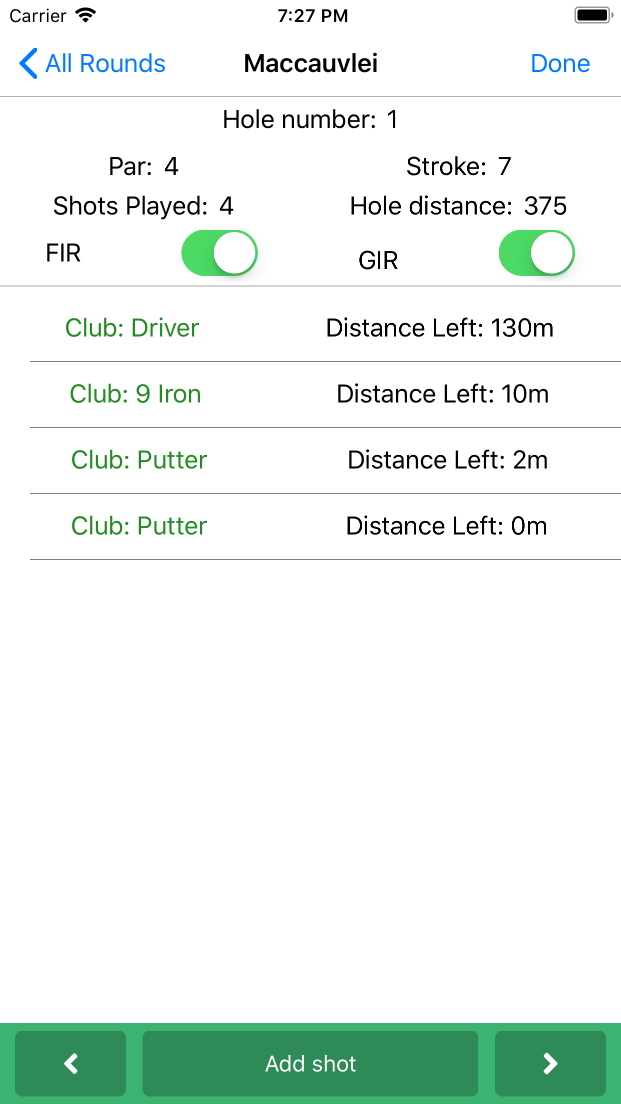 Carrier 7:27 PM
All Rounds Maccauvlei Done
Hole number: 1
Par: 4 Stroke: 7
Shots Played: 4 Hole distance: 375
FIR GIR
Club: Driver Distance Left: 130m
Club: 9 Iron Distance Left: 10m
Club: Putter Distance Left: 2m
Club: Putter Distance Left: 0m
Add shot